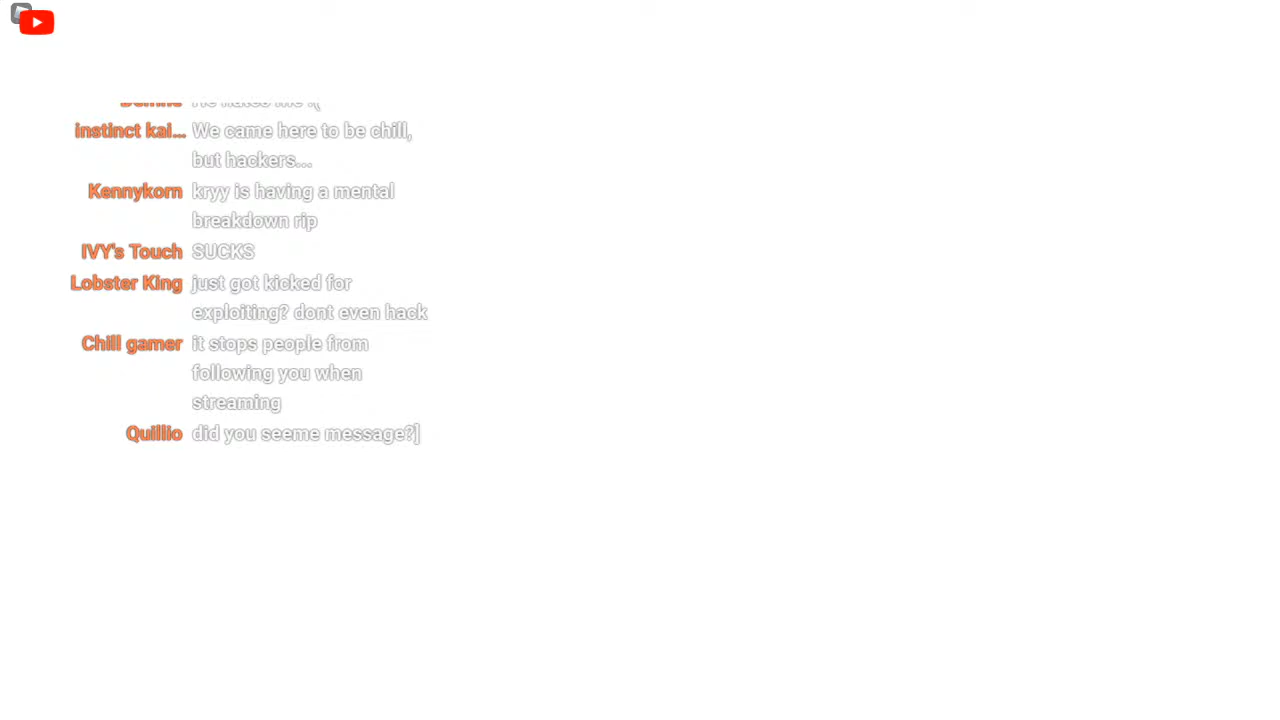 instinct kal... We came here to be chill,
but hackers...
Kennykorn kryy is having a mental
breakdown rip
IVY's Touch SUCKS
Lobster King just got kicked for
exploiting? dont even hack
Chill gamer it stops people from
following you when
streaming
Quillio did you seeme message?]